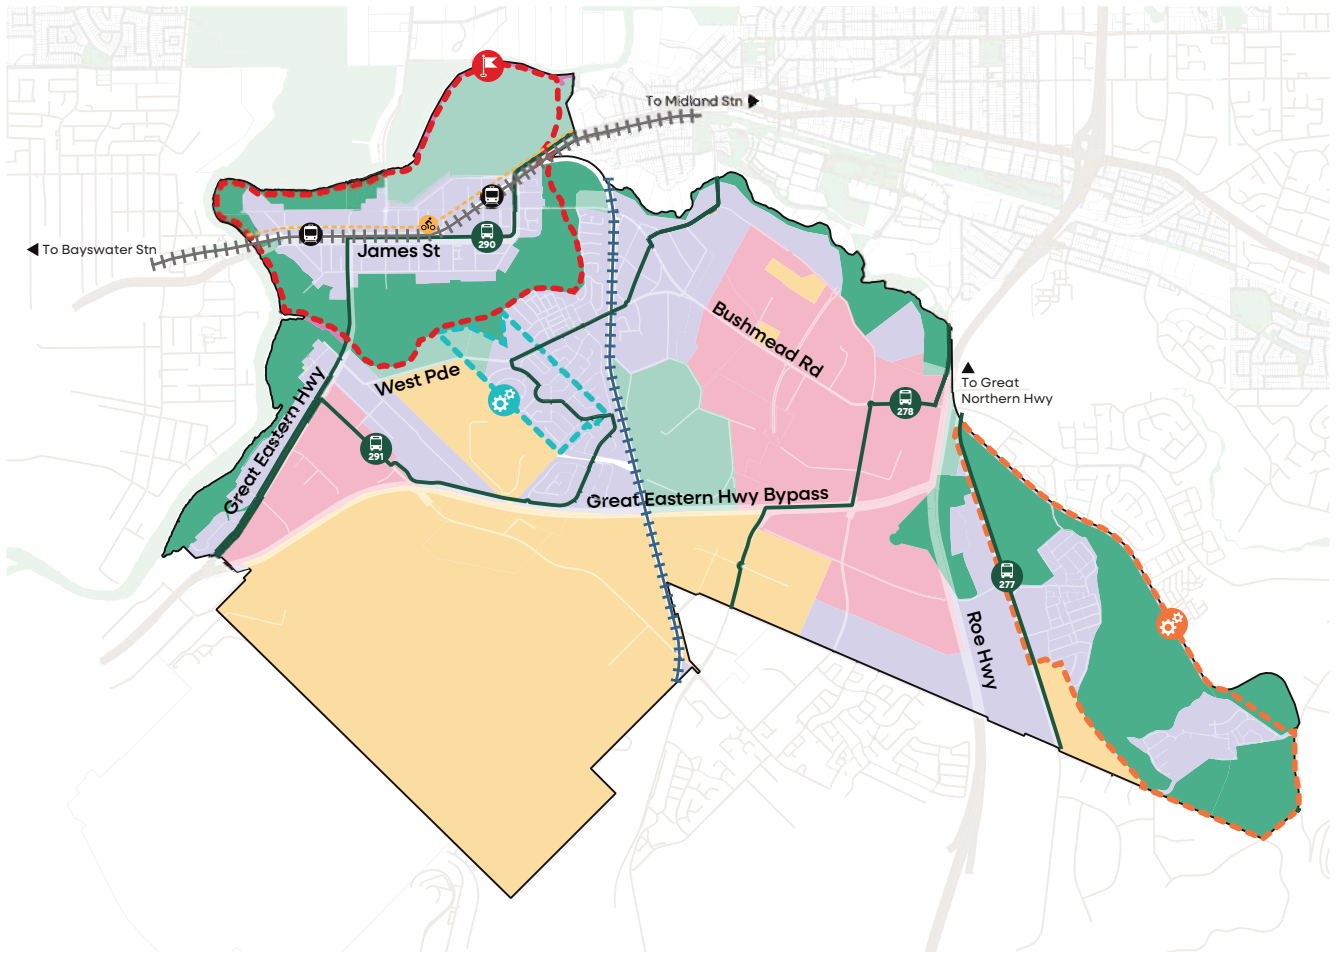 To Midland Stn
To Bayswater Stn
James St
290
Bushmead Rd
West Pde
To Great
Northern Hwy
278
Great Eastern Hwy
291
Great Eastern Hwy Bypass
277
Roe Hwy